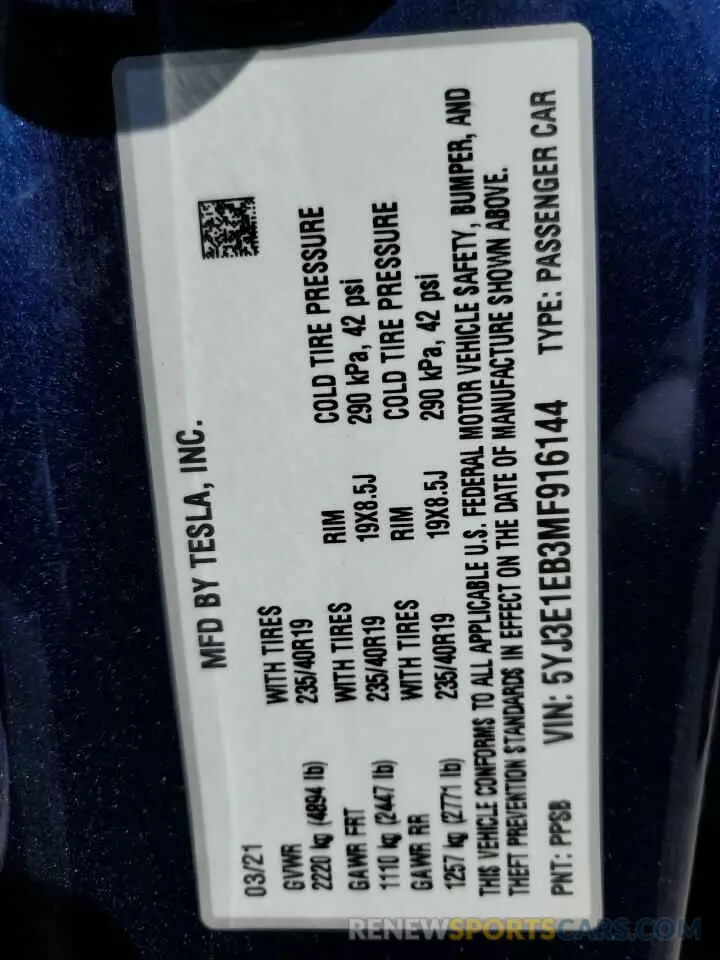 MFD BY TESLA, INC.
03/21
GVWR WITH TIRES RIM COLD TIRE PRESSURE
2220 kg (4894 lb) 235/40R19 19X8.5J 290 kPa, 42 psi
GAWR FRT WITH TIRES RIM COLD TIRE PRESSURE
1110 kg (2447 lb) 235/40R19 19X8.5J 290 kPa, 42 psi
GAWR RR WITH TIRES
1257 kg (2771 lb) 235/40R19
THIS VEHICLE CONFORMS TO ALL APPLICABLE U.S. FEDERAL MOTOR VEHICLE SAFETY, BUMPER, AND
THEFT PREVENTION STANDARDS IN EFFECT ON THE DATE OF MANUFACTURE SHOWN ABOVE.
PNT: PPSB VIN: 5YJ3E1EB3MF916144 TYPE: PASSENGER CAR
RENEWSPORTSCARS.COM